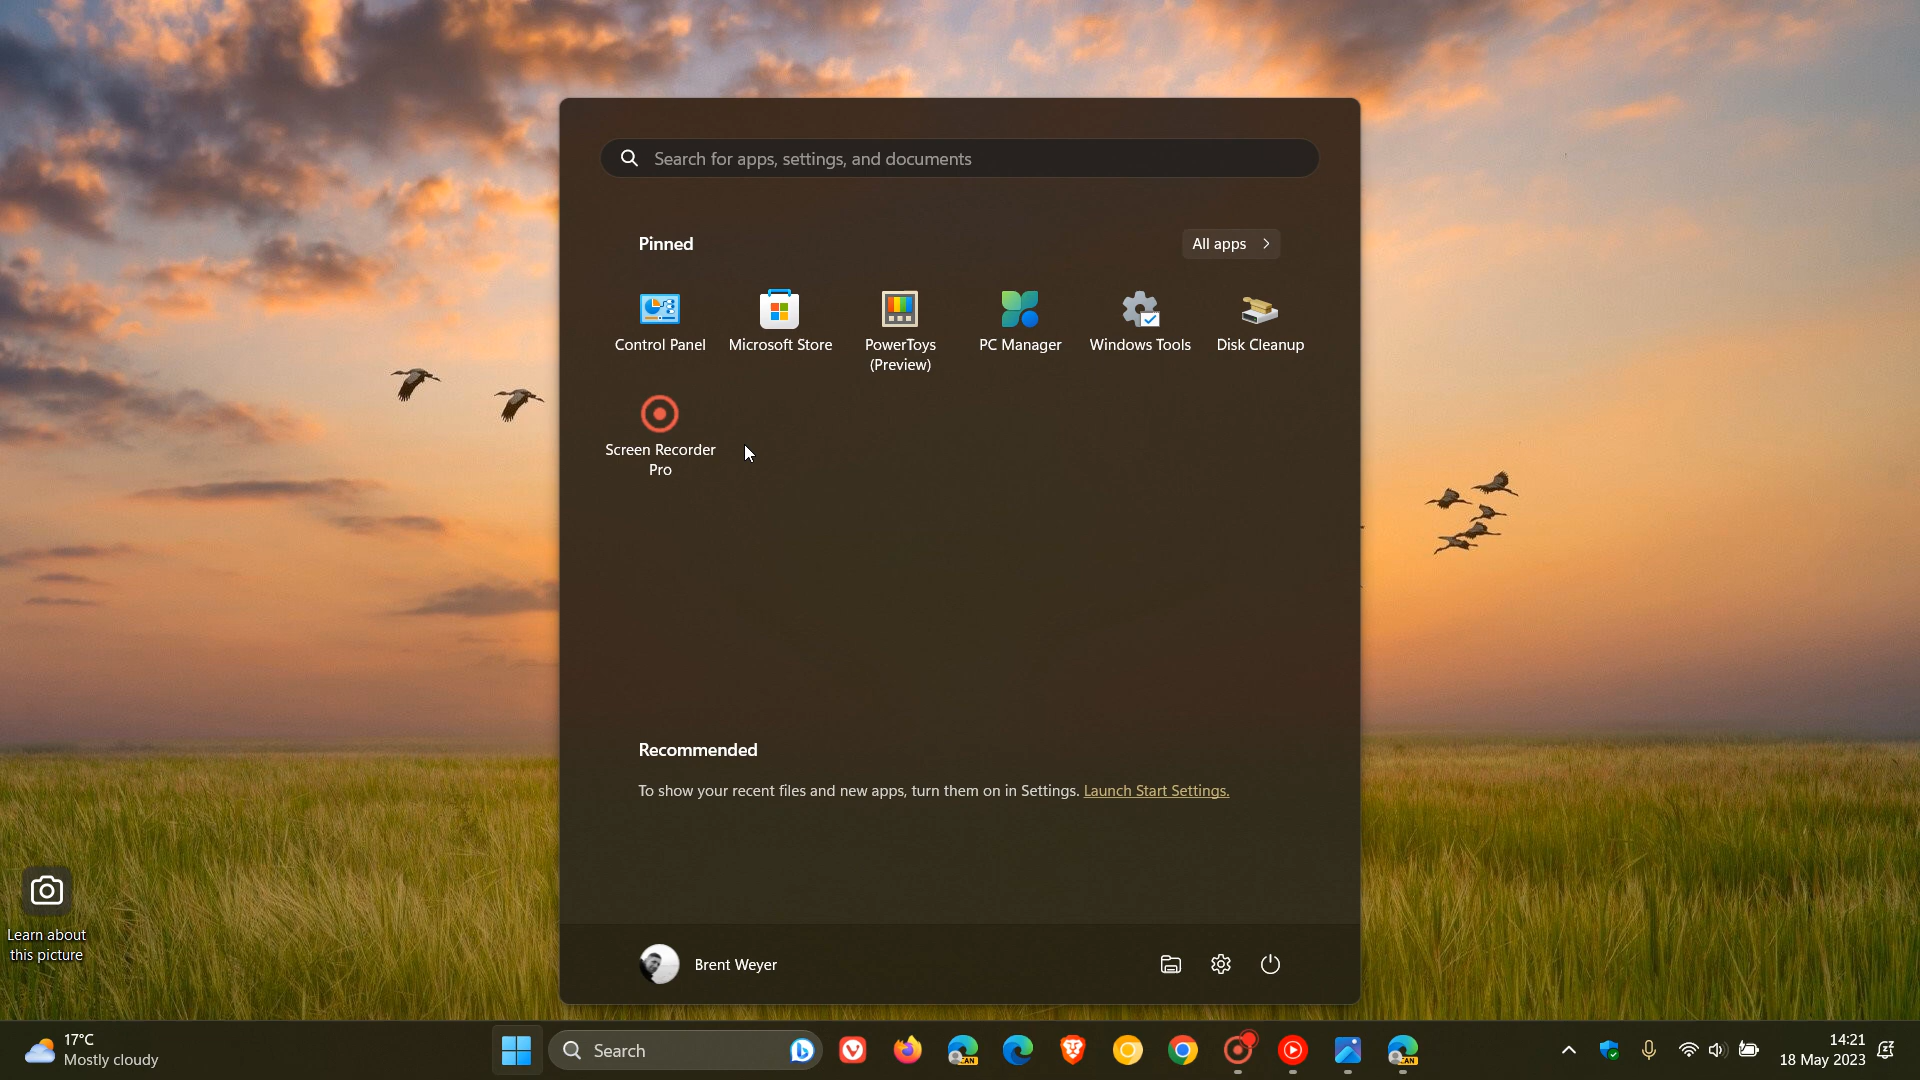 Search for apps, settings, and documents
Pinned
All apps
Control Panel
Microsoft Store
PowerToys
(Preview)
PC Manager
Windows Tools
Disk Cleanup
Screen Recorder
Pro
Recommended
To show your recent files and new apps, turn them on in Settings. Launch Start Settings.
Brent Weyer
Learn about
this picture
17°C
Mostly cloudy
Search
CAN
CAN
14:21
18 May 2023